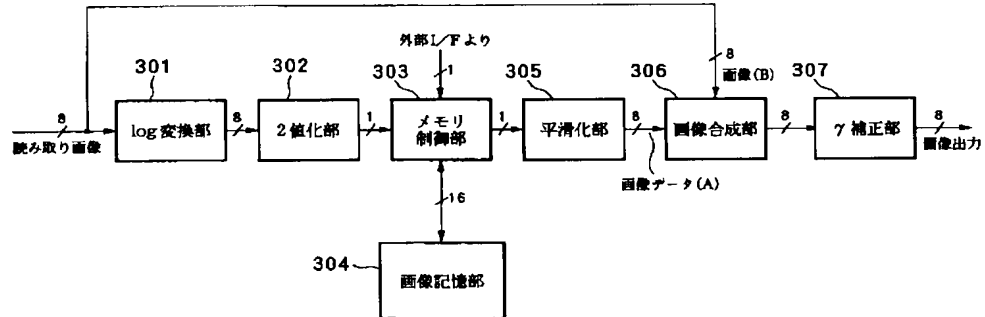 外部I/Fより
8
画像(B)
301
302
303
1
305
306
307
8
log変換部
8
2値化部
1
メモリ
制御部
1
平滑化部
8
画像合成部
8
γ補正部
8
読み取り画像
画像データ(A)
画像出力
16
304
画像記憶部